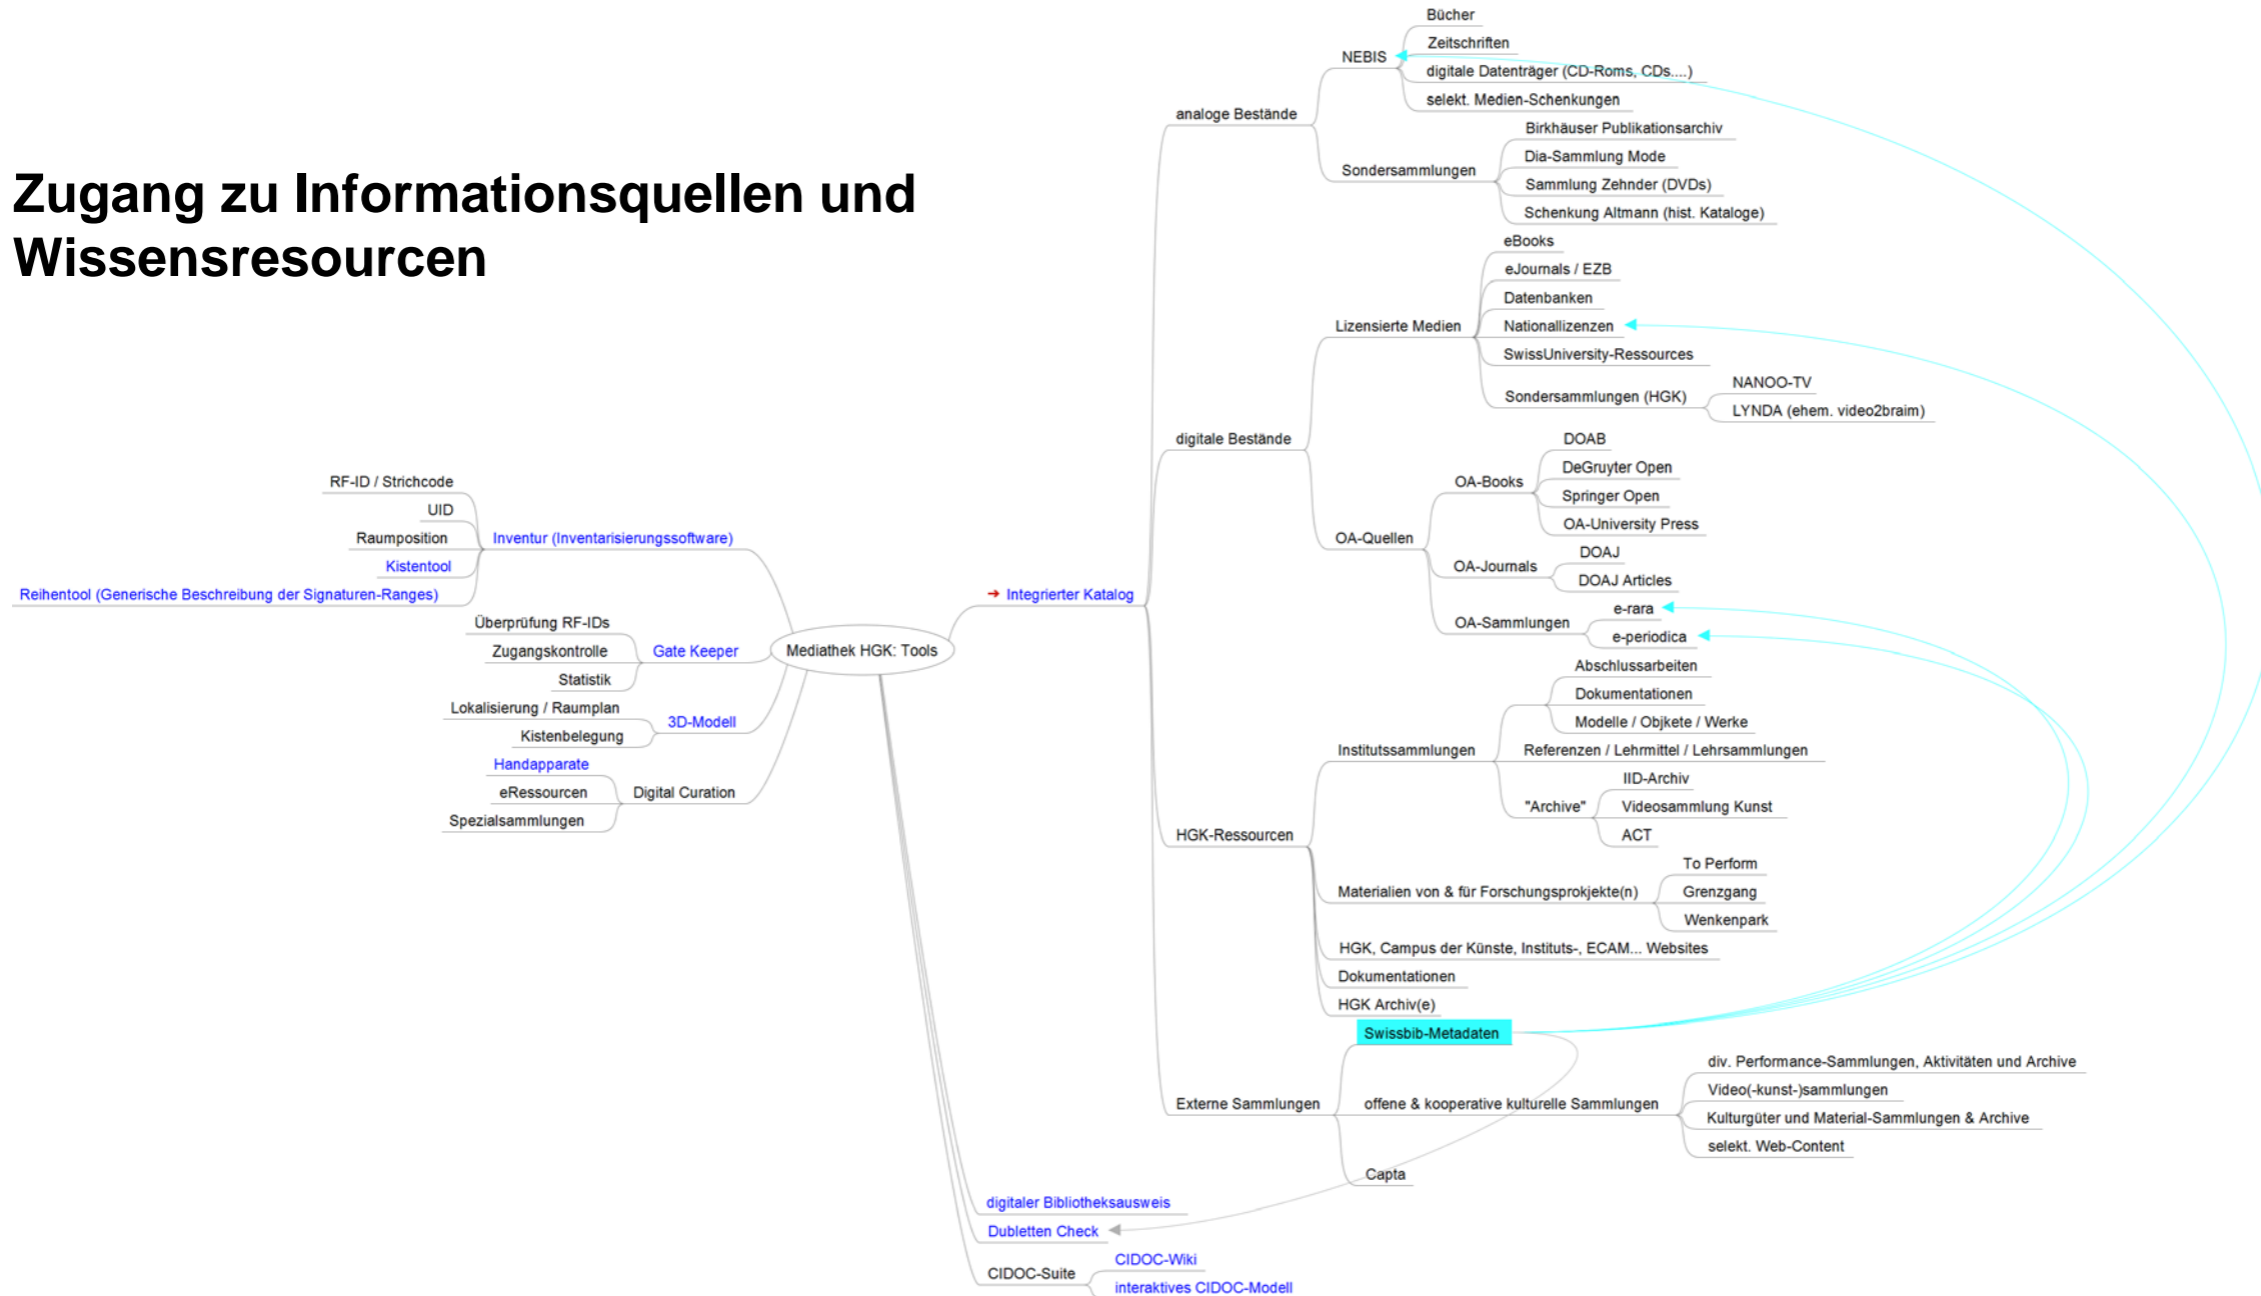 Zugang zu Informationsquellen und
Wissensresourcen
RF-ID / Strichcode
UID
Raumposition
Kistentool
Reihentool (Generische Beschreibung der Signaturen-Ranges)
Inventur (Inventarisierungssoftware)
Überprüfung RF-IDs
Zugangskontrolle
Statistik
Gate Keeper
Lokalisierung / Raumplan
Kistenbelegung
3D-Modell
Handapparate
eRessourcen
Spezialsammlungen
Digital Curation
Mediathek HGK: Tools
➔ Integrierter Katalog
analoge Bestände
NEBIS
Bücher
Zeitschriften
digitale Datenträger (CD-Roms, CDs....)
selekt. Medien-Schenkungen
Sondersammlungen
Birkhäuser Publikationsarchiv
Dia-Sammlung Mode
Sammlung Zehnder (DVDs)
Schenkung Altmann (hist. Kataloge)
digitale Bestände
Lizensierte Medien
eBooks
eJournals / EZB
Datenbanken
Nationallizenzen
SwissUniversity-Ressources
Sondersammlungen (HGK)
NANOO-TV
LYNDA (ehem. video2braim)
OA-Quellen
OA-Books
DOAB
DeGruyter Open
Springer Open
OA-University Press
OA-Journals
DOAJ
DOAJ Articles
OA-Sammlungen
e-rara
e-periodica
HGK-Ressourcen
Institutssammlungen
Abschlussarbeiten
Dokumentationen
Modelle / Objkete / Werke
Referenzen / Lehrmittel / Lehrsammlungen
"Archive"
IID-Archiv
Videosammlung Kunst
ACT
Materialien von & für Forschungsprokjekte(n)
To Perform
Grenzgang
Wenkenpark
HGK, Campus der Künste, Instituts-, ECAM... Websites
Dokumentationen
HGK Archiv(e)
Externe Sammlungen
Swissbib-Metadaten
offene & kooperative kulturelle Sammlungen
div. Performance-Sammlungen, Aktivitäten und Archive
Video(-kunst-)sammlungen
Kulturgüter und Material-Sammlungen & Archive
selekt. Web-Content
Capta
digitaler Bibliotheksausweis
Dubletten Check
CIDOC-Suite
CIDOC-Wiki
interaktives CIDOC-Modell